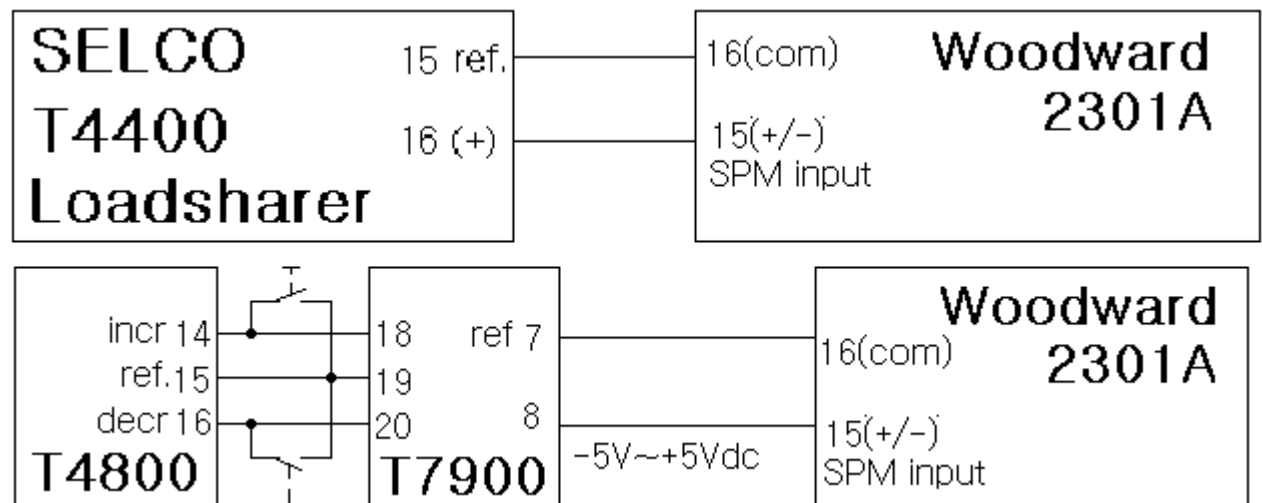 SELCO
T4400
Loadsharer
15 ref.
16 (+)
16(com)
15(+/-)
SPM input
Woodward
2301A
incr 14
ref.15
decr 16
T4800
18
19
20
ref 7
8
T7900
-5V~+5Vdc
Woodward
2301A
16(com)
15(+/-)
SPM input